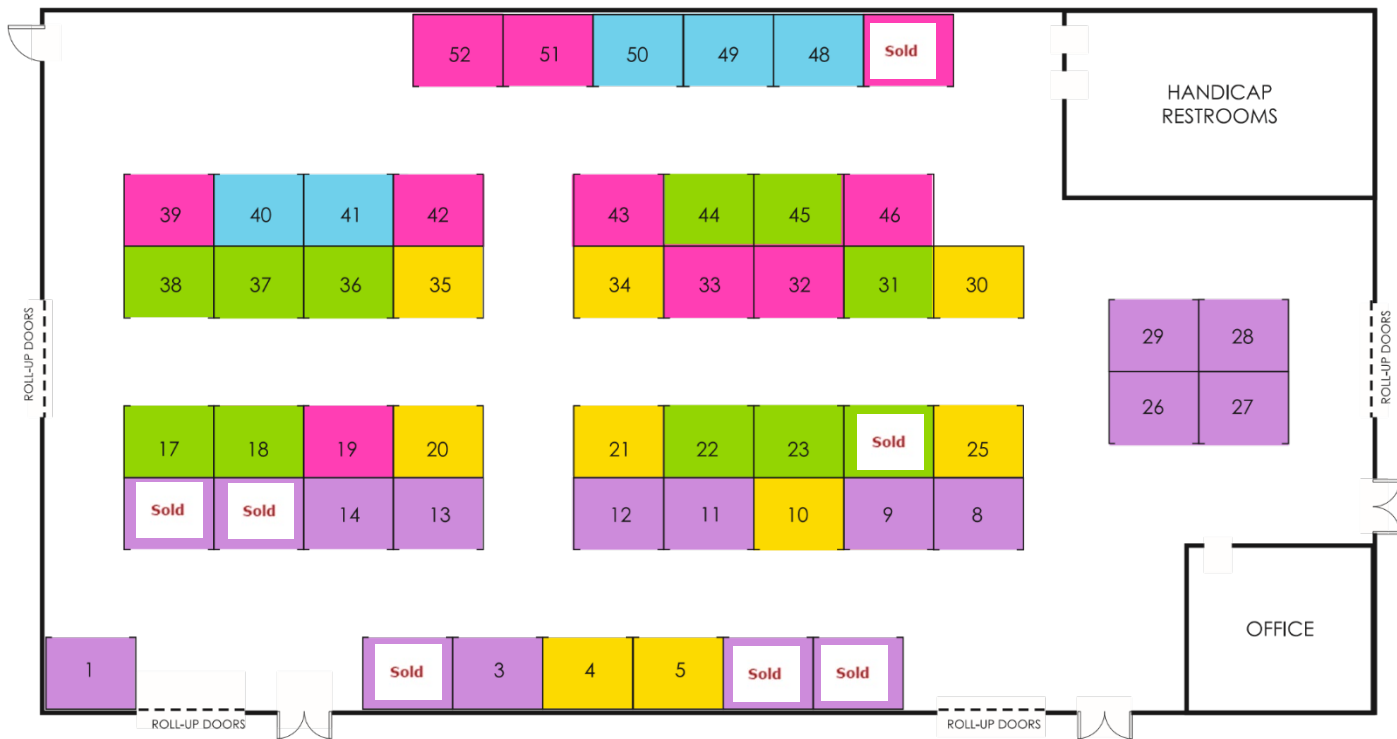 52 51 50 49 48 Sold
HANDICAP
RESTROOMS
39 40 41 42 43 44 45 46
38 37 36 35 34 33 32 31 30
ROLL-UP DOORS
29 28
26 27
ROLL-UP DOORS
17 18 19 20 21 22 23 Sold 25
Sold Sold 14 13 12 11 10 9 8
OFFICE
1 Sold 3 4 5 Sold Sold
ROLL-UP DOORS
ROLL-UP DOORS